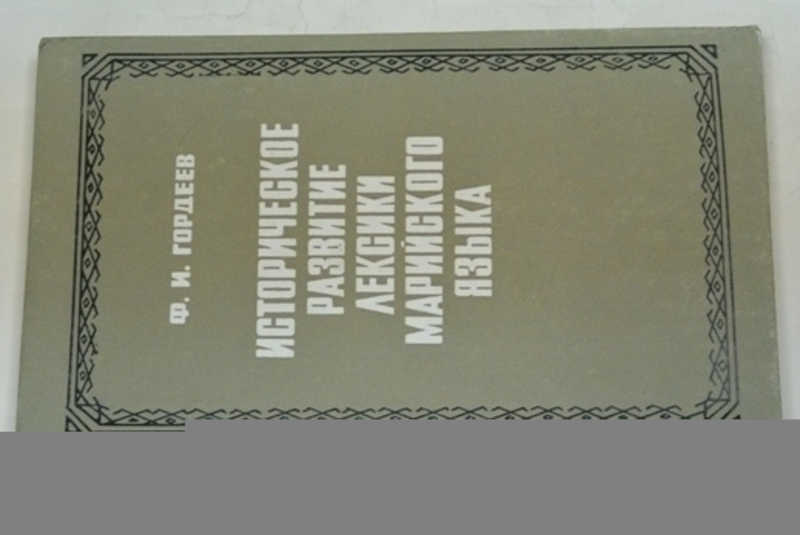 Ф. И. ГОРДЕЕВ
ИСТОРИЧЕСКОЕ
РАЗВИТИЕ
ЛЕКСИКИ
МАРИЙСКОГО
ЯЗЫКА